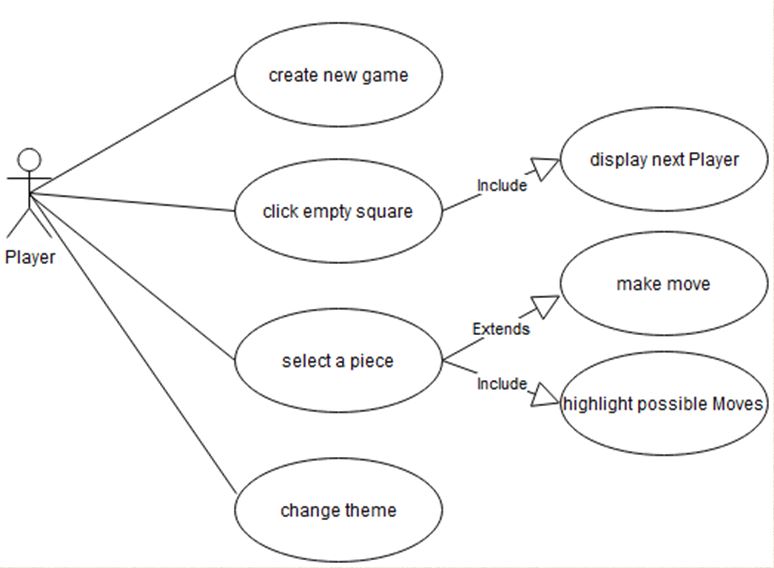 create new game
display next Player
Include
click empty square
Player
make move
Extends
select a piece
Include
highlight possible Moves
change theme